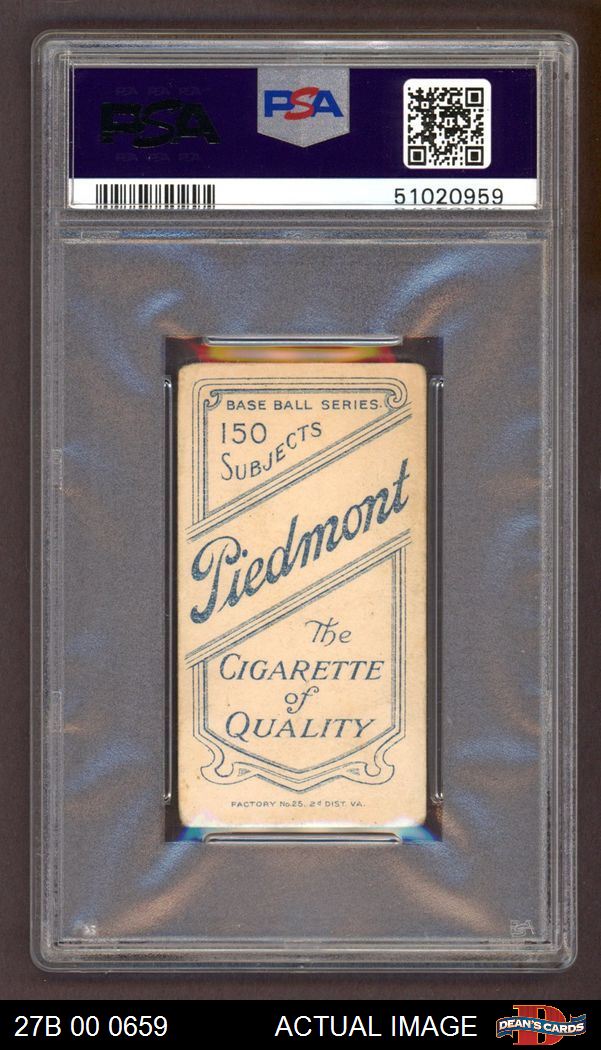 PSA
PSA
51020959
BASE BALL SERIES.
150
SUBJECTS
Piedmont
The
CIGARETTE
of
QUALITY
FACTORY No.25. 2d DIST. VA.
27B 00 0659
ACTUAL IMAGE
D
DEAN'S CARDS